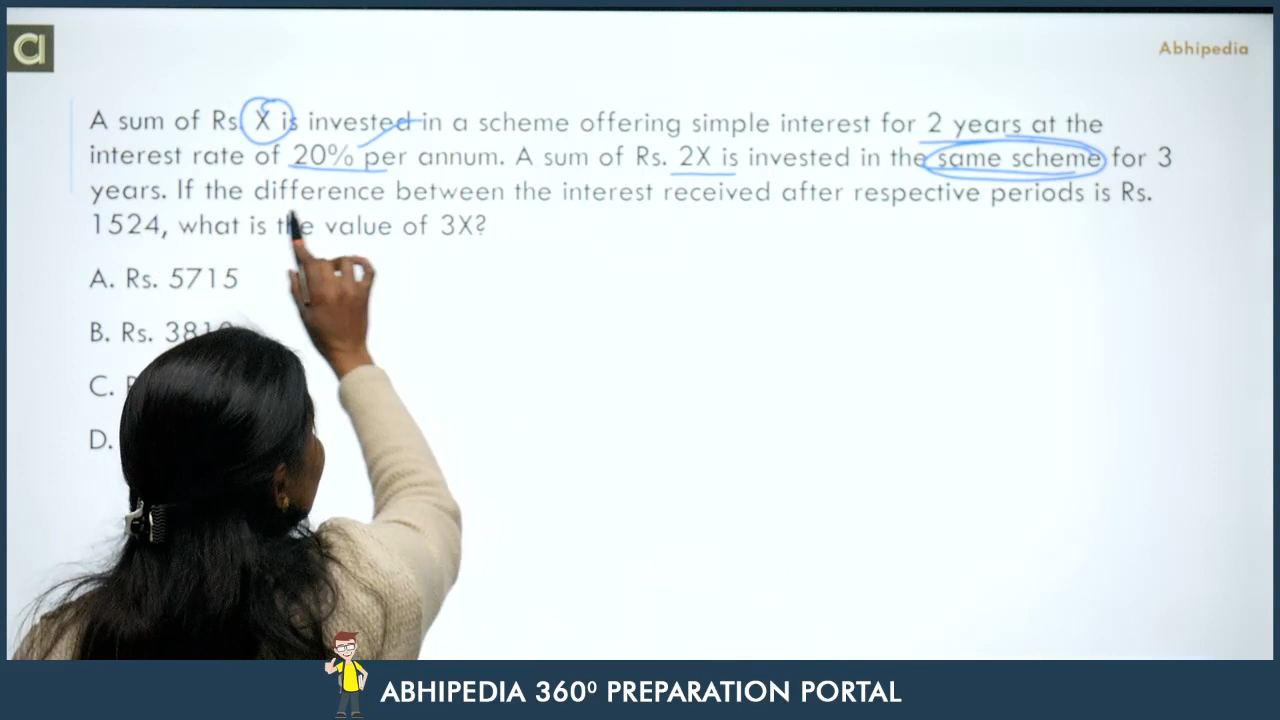 Abhipedia
A sum of Rs. X is invested in a scheme offering simple interest for 2 years at the
interest rate of 20% per annum. A sum of Rs. 2X is invested in the same scheme for 3
years. If the difference between the interest received after respective periods is Rs.
1524, what is the value of 3X?
A. Rs. 5715
B. Rs.
C.
D.
ABHIPEDIA 360⁰ PREPARATION PORTAL